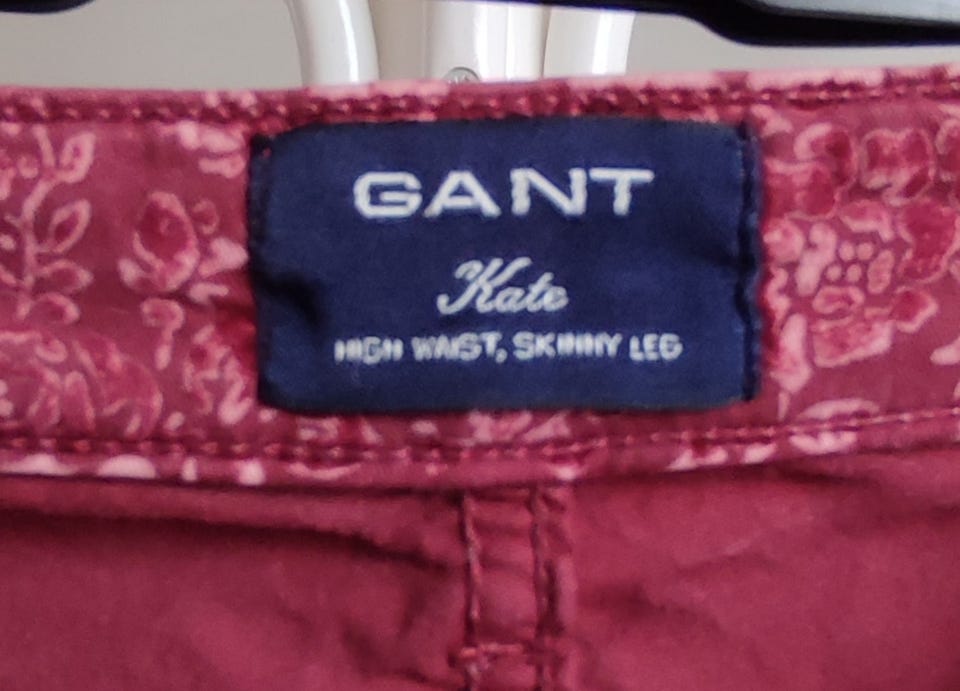 GANT
Kate
HIGH WAIST, SKINNY LEG